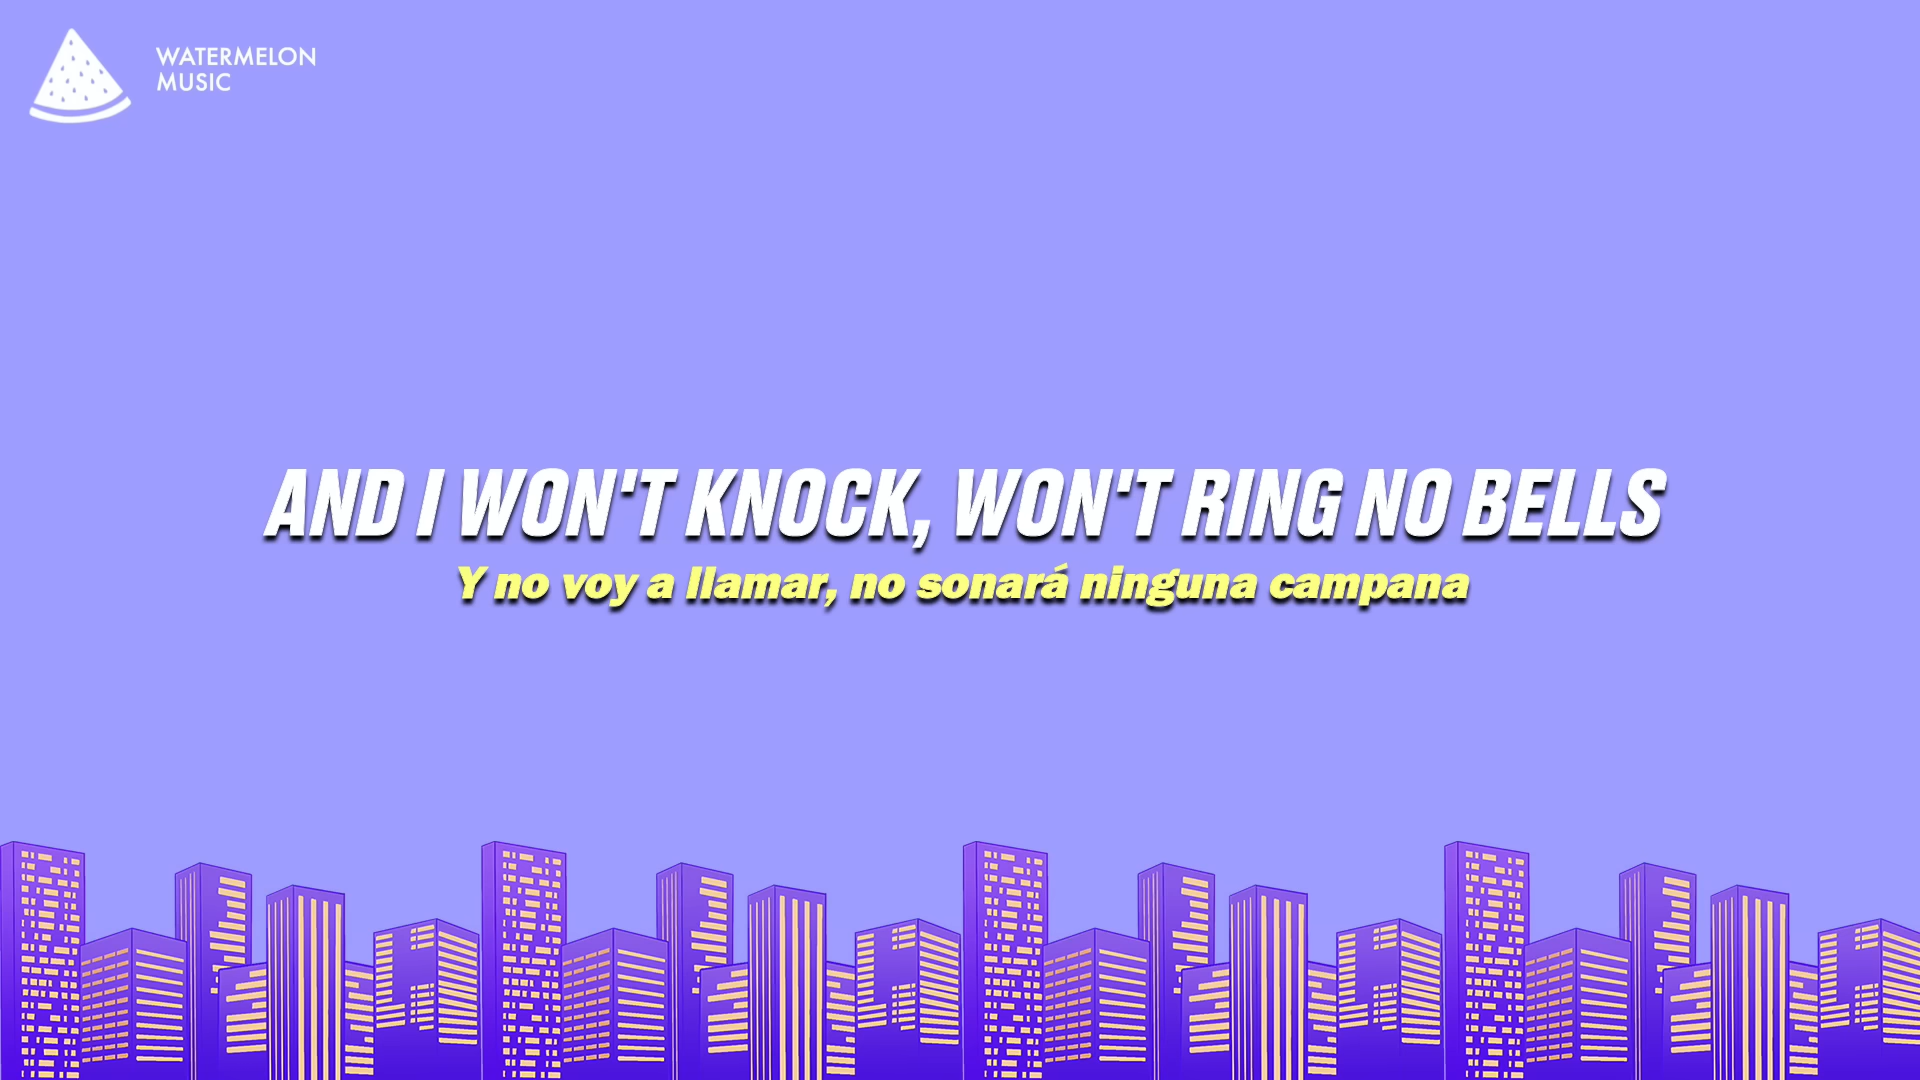 WATERMELON
MUSIC
AND I WON'T KNOCK, WON'T RING NO BELLS
Y no voy a llamar, no sonará ninguna campana